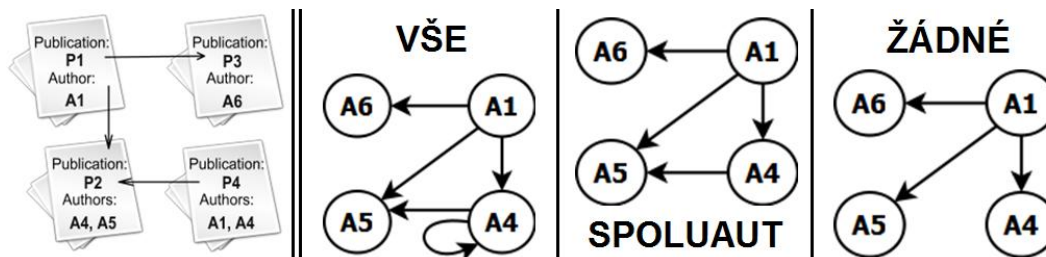 Publication:
P1
Author:
A1
Publication:
P3
Author:
A6
Publication:
P2
Authors:
A4, A5
Publication:
P4
Authors:
A1, A4
VŠE
A6
A1
A5
A4
A6
A1
A5
A4
SPOLUAUT
ŽÁDNÉ
A6
A1
A5
A4